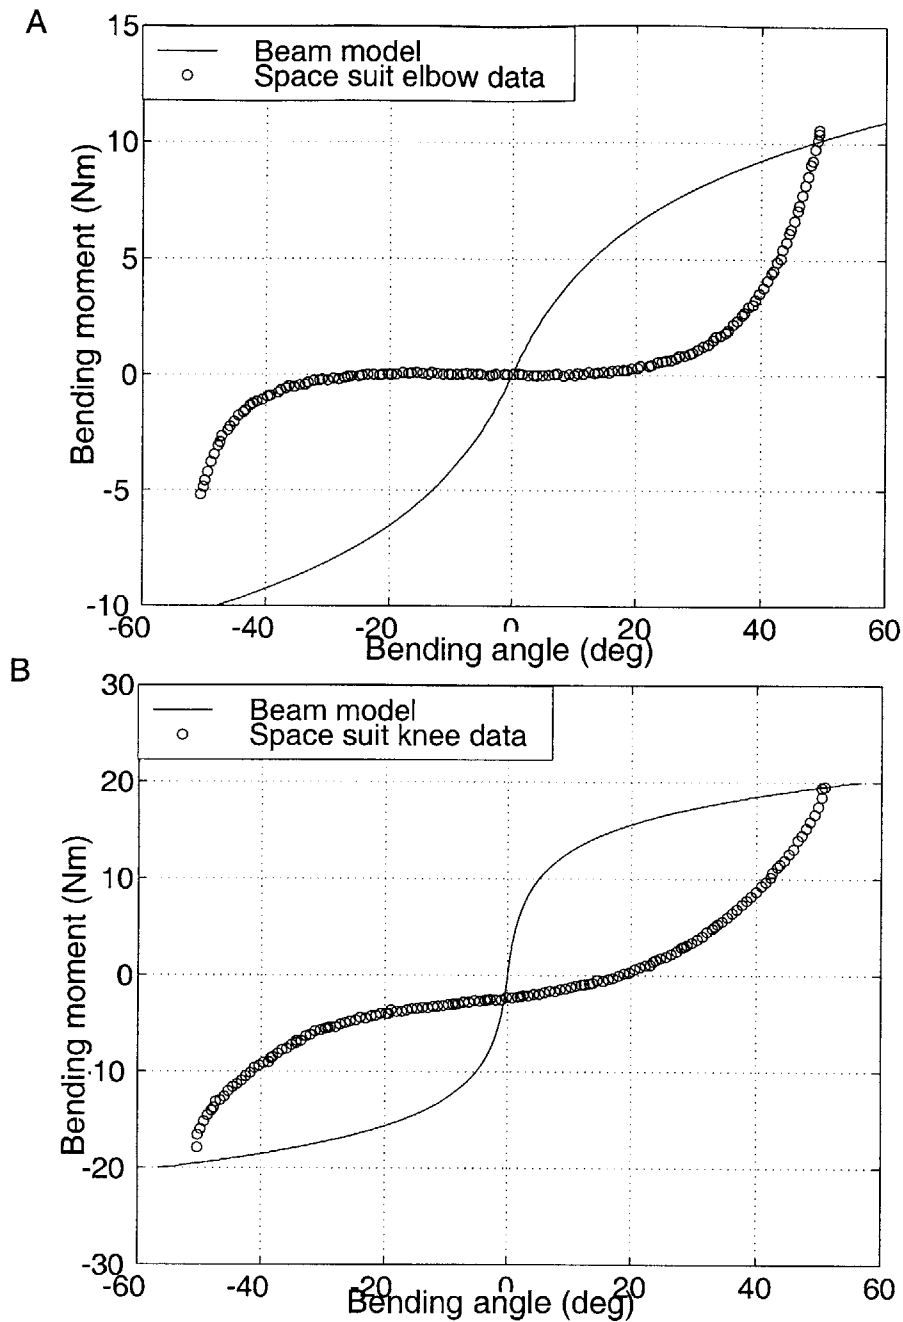 A
15
Beam model
Space suit elbow data
10
5
0
-5
-10
Bending moment (Nm)
-60 -40 -20 0 20 40 60
Bending angle (deg)
B
30
Beam model
Space suit knee data
20
10
0
-10
-20
-30
Bending moment (Nm)
-60 -40 -20 0 20 40 60
Bending angle (deg)